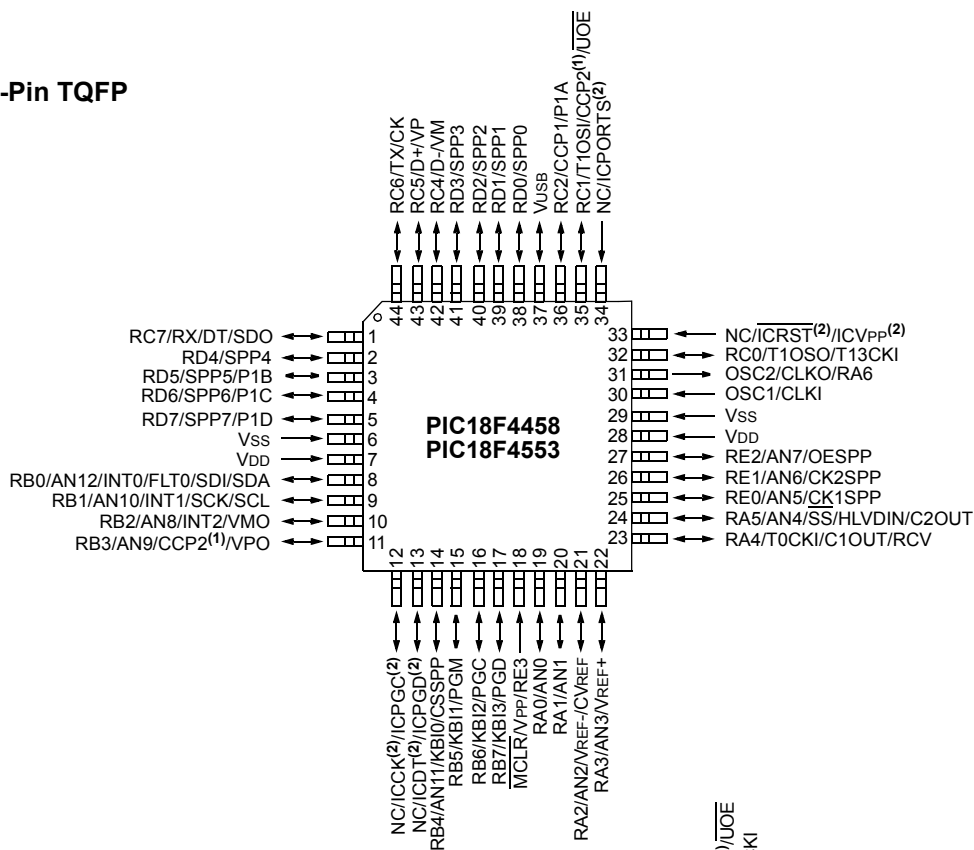 -Pin TQFP
RC6/TX/CK
RC5/D+/VP
RC4/D-/VM
RD3/SPP3
RD2/SPP2
RD1/SPP1
RD0/SPP0
VUSB
RC2/CCP1/P1A
RC1/T1OSI/CCP2(1)/UOE
NC/ICPORTS(2)
44 43 42 41 40 39 38 37 36 35 34
RC7/RX/DT/SDO 1
RD4/SPP4 2
RD5/SPP5/P1B 3
RD6/SPP6/P1C 4
RD7/SPP7/P1D 5
VSS 6
VDD 7
RB0/AN12/INT0/FLT0/SDI/SDA 8
RB1/AN10/INT1/SCK/SCL 9
RB2/AN8/INT2/VMO 10
RB3/AN9/CCP2(1)/VPO 11
PIC18F4458
PIC18F4553
33 NC/ICRST(2)/ICVPP(2)
32 RC0/T1OSO/T13CKI
31 OSC2/CLKO/RA6
30 OSC1/CLKI
29 VSS
28 VDD
27 RE2/AN7/OESPP
26 RE1/AN6/CK2SPP
25 RE0/AN5/CK1SPP
24 RA5/AN4/SS/HLVDIN/C2OUT
23 RA4/T0CKI/C1OUT/RCV
12 13 14 15 16 17 18 19 20 21 22
NC/ICCK(2)/ICPGC(2)
NC/ICDT(2)/ICPGD(2)
RB4/AN11/KBI0/CSSPP
RB5/KBI1/PGM
RB6/KBI2/PGC
RB7/KBI3/PGD
MCLR/VPP/RE3
RA0/AN0
RA1/AN1
RA2/AN2/VREF-/CVREF
RA3/AN3/VREF+
/UOE
KI